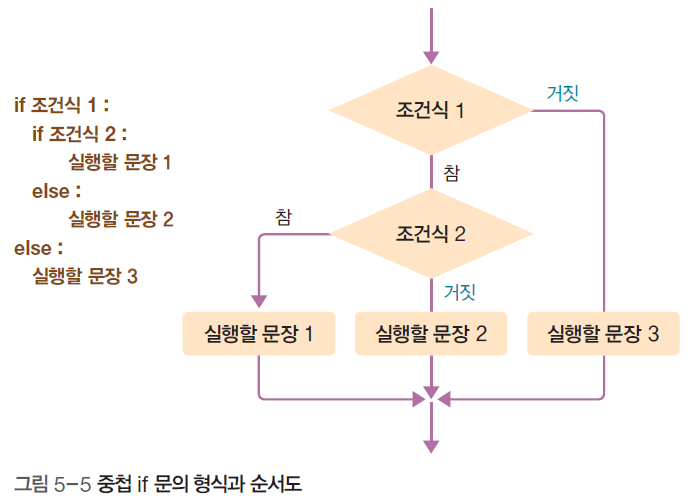 if 조건식 1 :
if 조건식 2 :
실행할 문장 1
else :
실행할 문장 2
else :
실행할 문장 3
조건식 1
거짓
참
조건식 2
참
거짓
실행할 문장 1
실행할 문장 2
실행할 문장 3
그림 5-5 중첩 if 문의 형식과 순서도